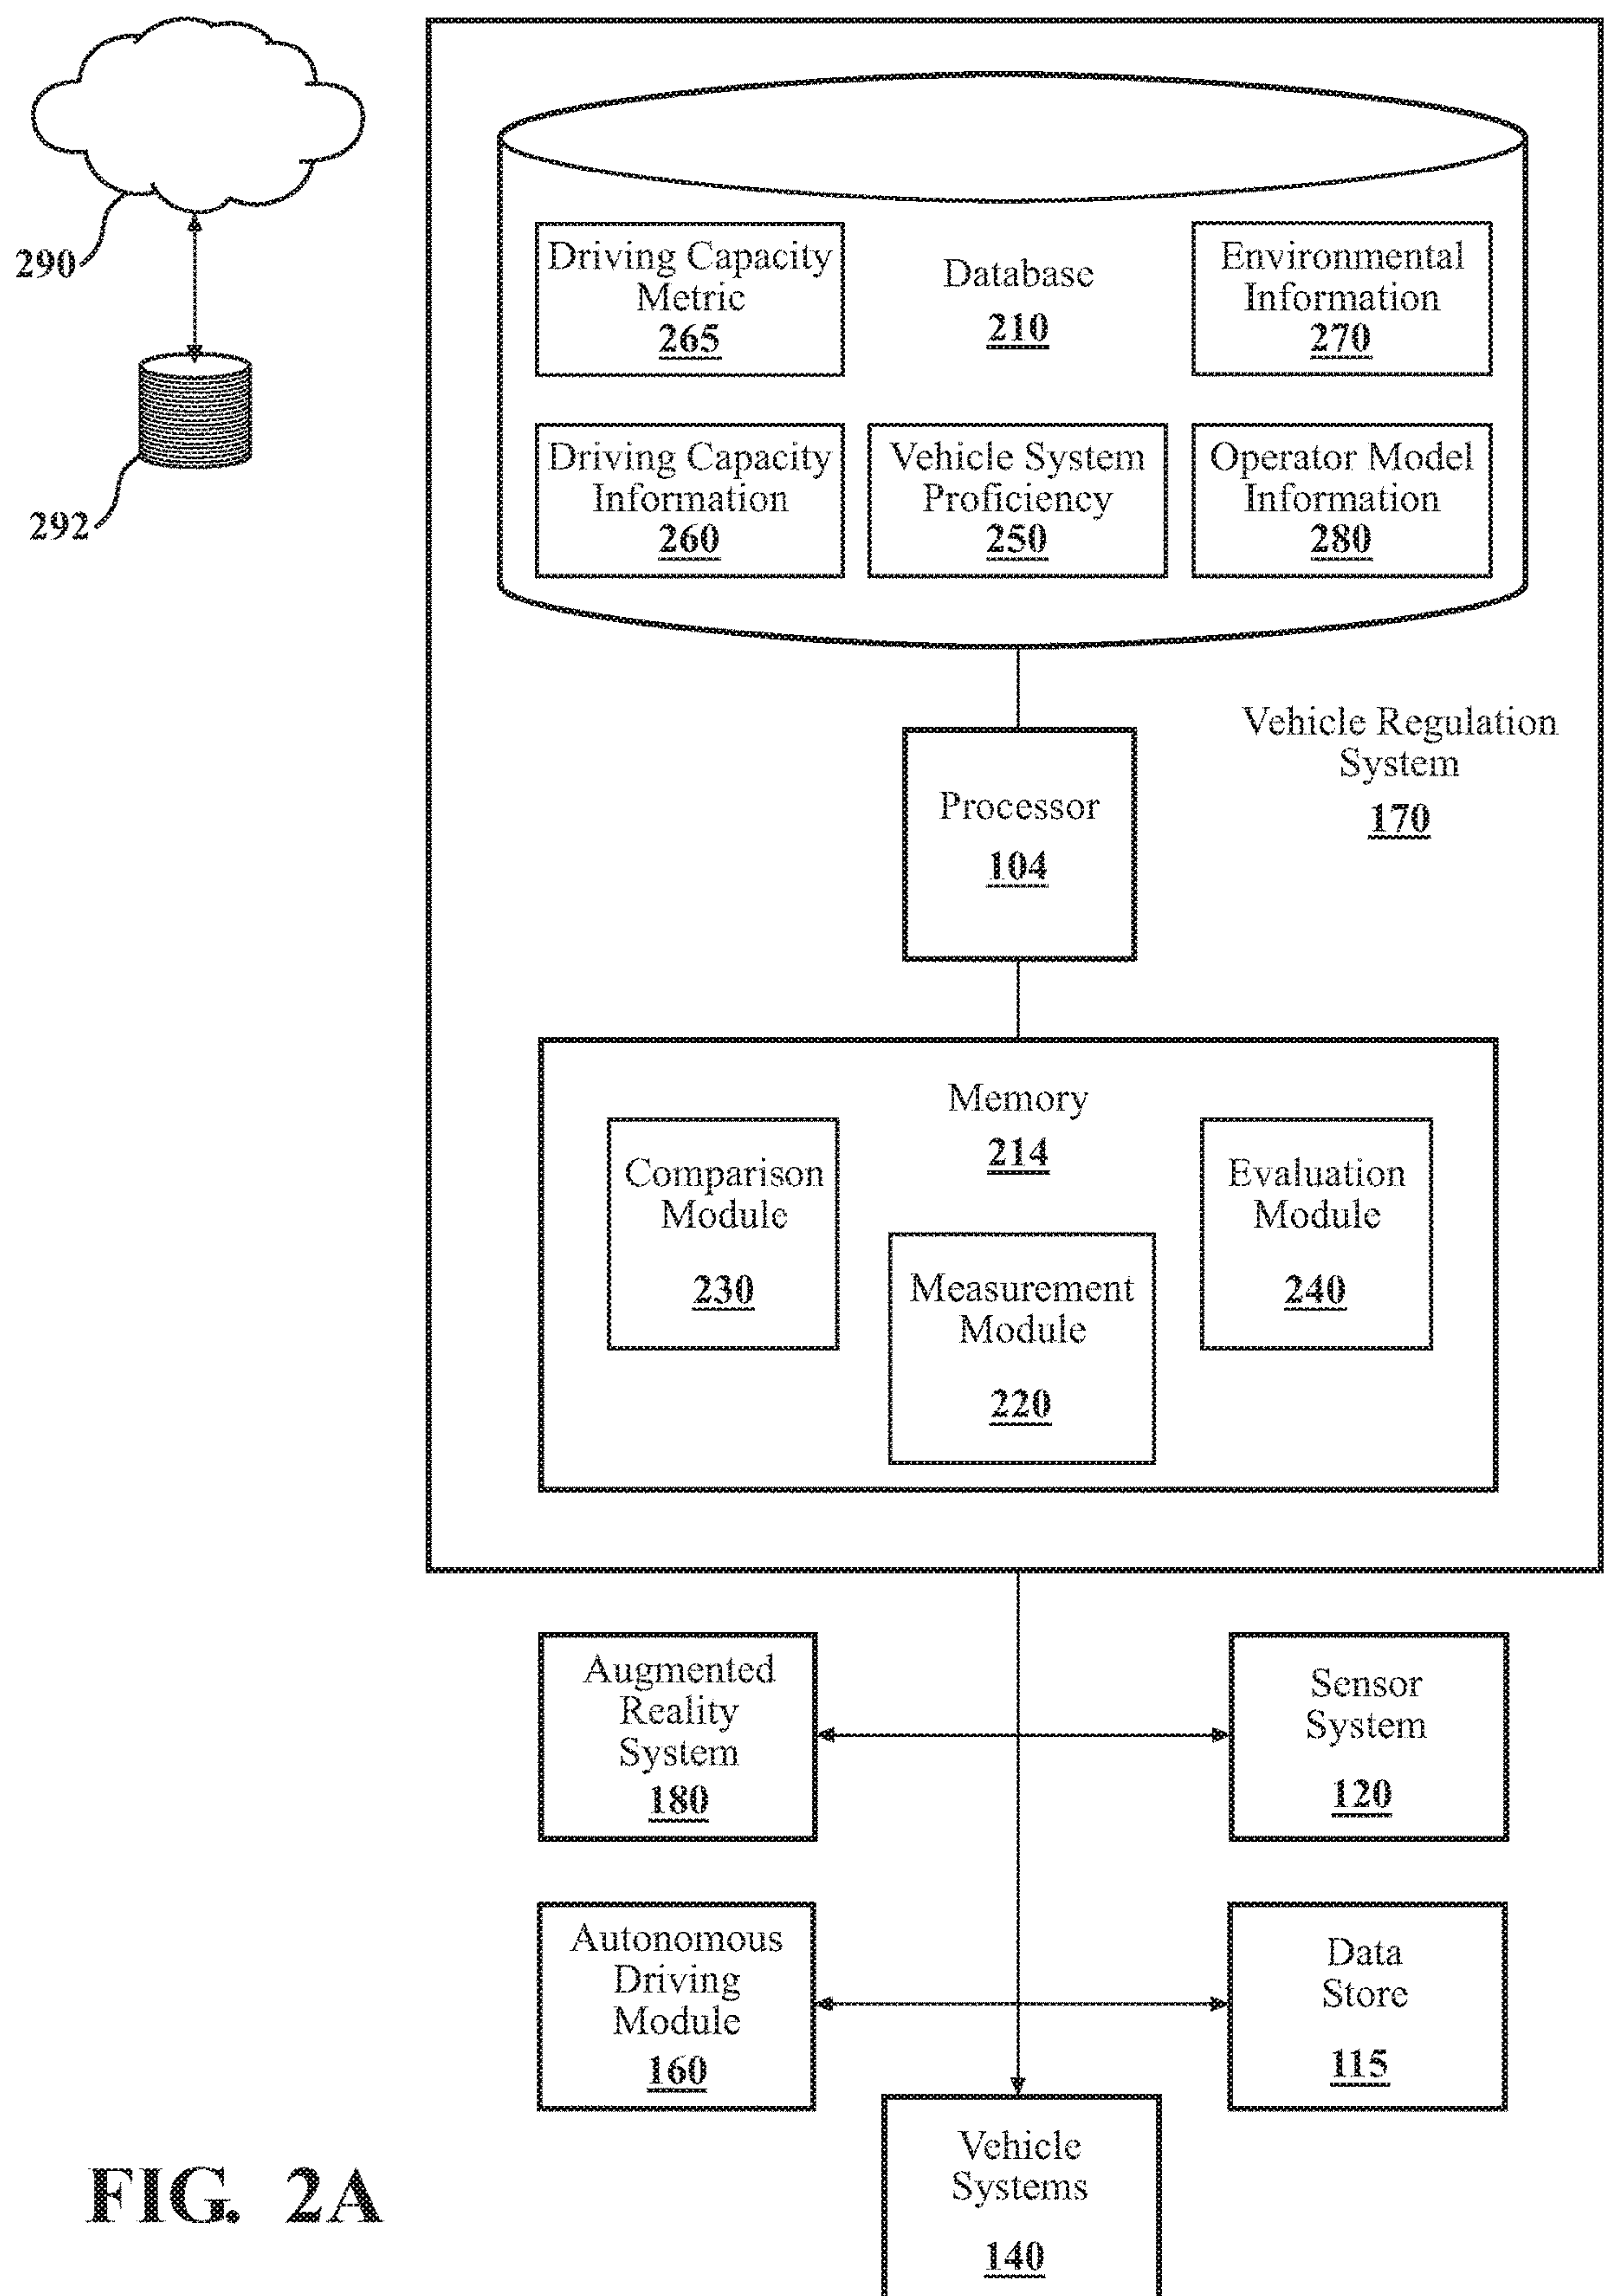 290
292
Driving Capacity
Metric
265
Database
210
Environmental
Information
270
Driving Capacity
Information
260
Vehicle System
Proficiency
250
Operator Model
Information
280
Vehicle Regulation
System
170
Processor
104
Memory
214
Comparison
Module
230
Measurement
Module
220
Evaluation
Module
240
Augmented
Reality
System
180
Sensor
System
120
Autonomous
Driving
Module
160
Data
Store
115
Vehicle
Systems
140
FIG. 2A